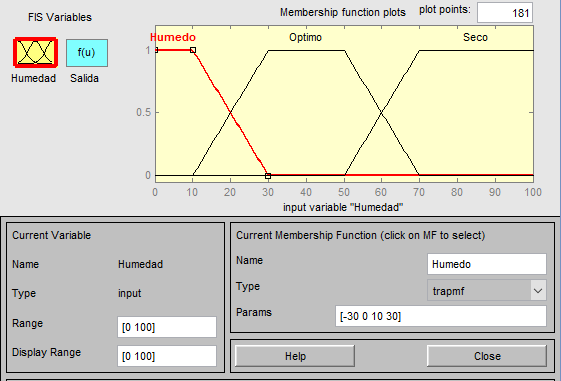 FIS Variables
Membership function plots
plot points: 181
f(u)
Humedad
Salida
Humedo
Optimo
Seco
1
0.5
0
0 10 20 30 40 50 60 70 80 90 100
input variable "Humedad"
Current Variable
Name Humedad
Type input
Range [0 100]
Display Range [0 100]
Current Membership Function (click on MF to select)
Name Humedo
Type trapmf
Params [-30 0 10 30]
Help Close